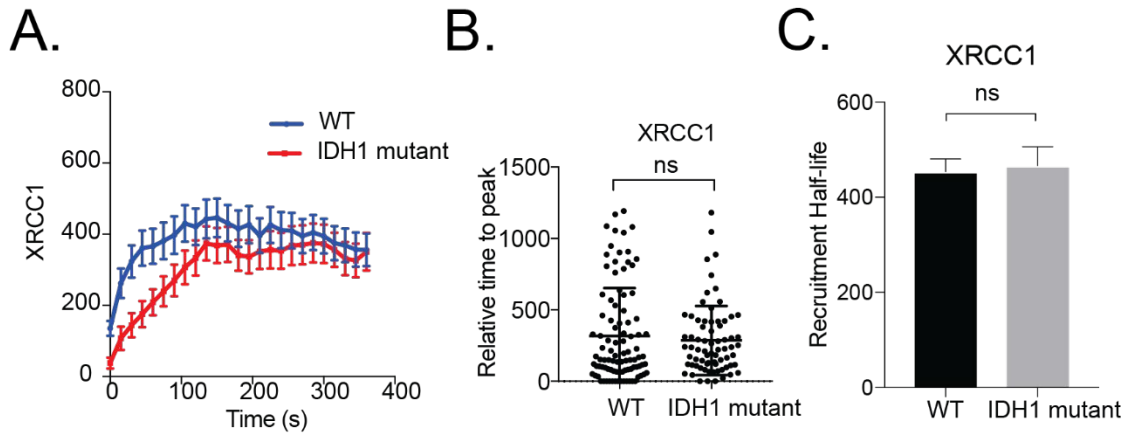 A.
XRCC1
800
600
400
200
0
0 100 200 300 400
Time (s)
WT
IDH1 mutant
B.
XRCC1
ns
Relative time to peak
1500
1000
500
0
WT IDH1 mutant
C.
XRCC1
ns
Recruitment Half-life
600
400
200
0
WT IDH1 mutant